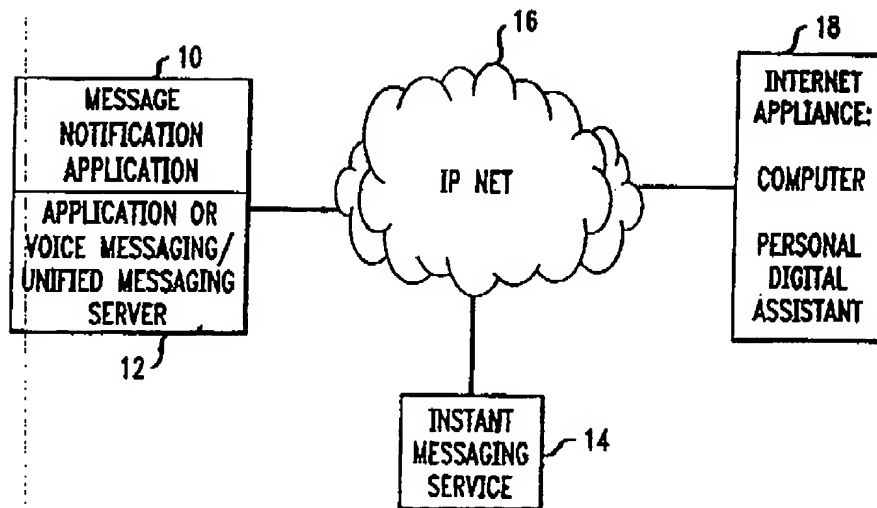 10
MESSAGE
NOTIFICATION
APPLICATION
APPLICATION OR
VOICE MESSAGING/
UNIFIED MESSAGING
SERVER
12
16
IP NET
18
INTERNET
APPLIANCE:
COMPUTER
PERSONAL
DIGITAL
ASSISTANT
INSTANT
MESSAGING
SERVICE
14